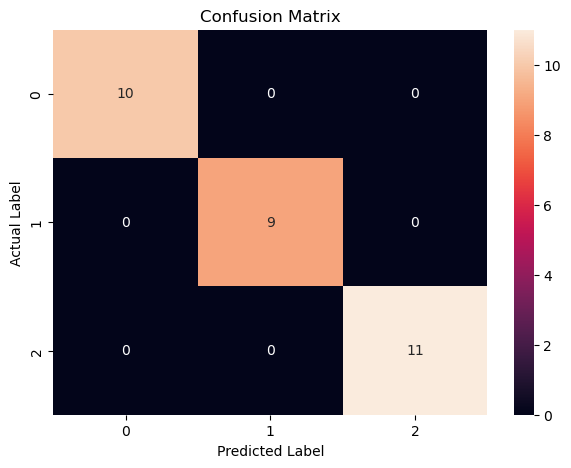 Confusion Matrix
Actual Label
0
1
2
10 0 0
0 9 0
0 0 11
0 1 2
Predicted Label
10
8
6
4
2
0